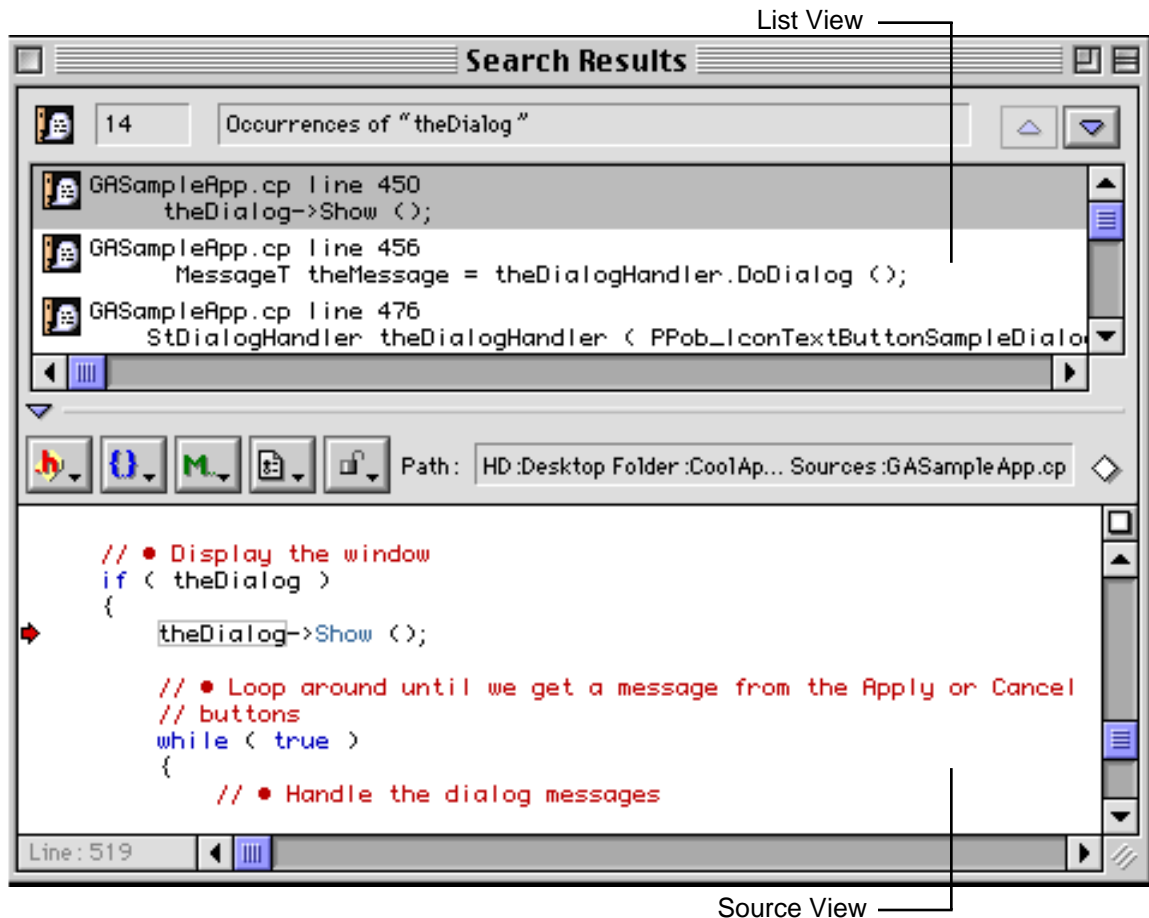 List View
Search Results
14 Occurrences of "theDialog"
GASampleApp.cp line 450
theDialog->Show ();
GASampleApp.cp line 456
MessageT theMessage = theDialogHandler.DoDialog ();
GASampleApp.cp line 476
StDialogHandler theDialogHandler ( PPob_IconTextButtonSampleDialo
h {} M... Path: HD:Desktop Folder:CoolAp... Sources:GASampleApp.cp
// • Display the window
if ( theDialog )
{
theDialog->Show ();
// • Loop around until we get a message from the Apply or Cancel
// buttons
while ( true )
{
// • Handle the dialog messages
Line: 519
Source View